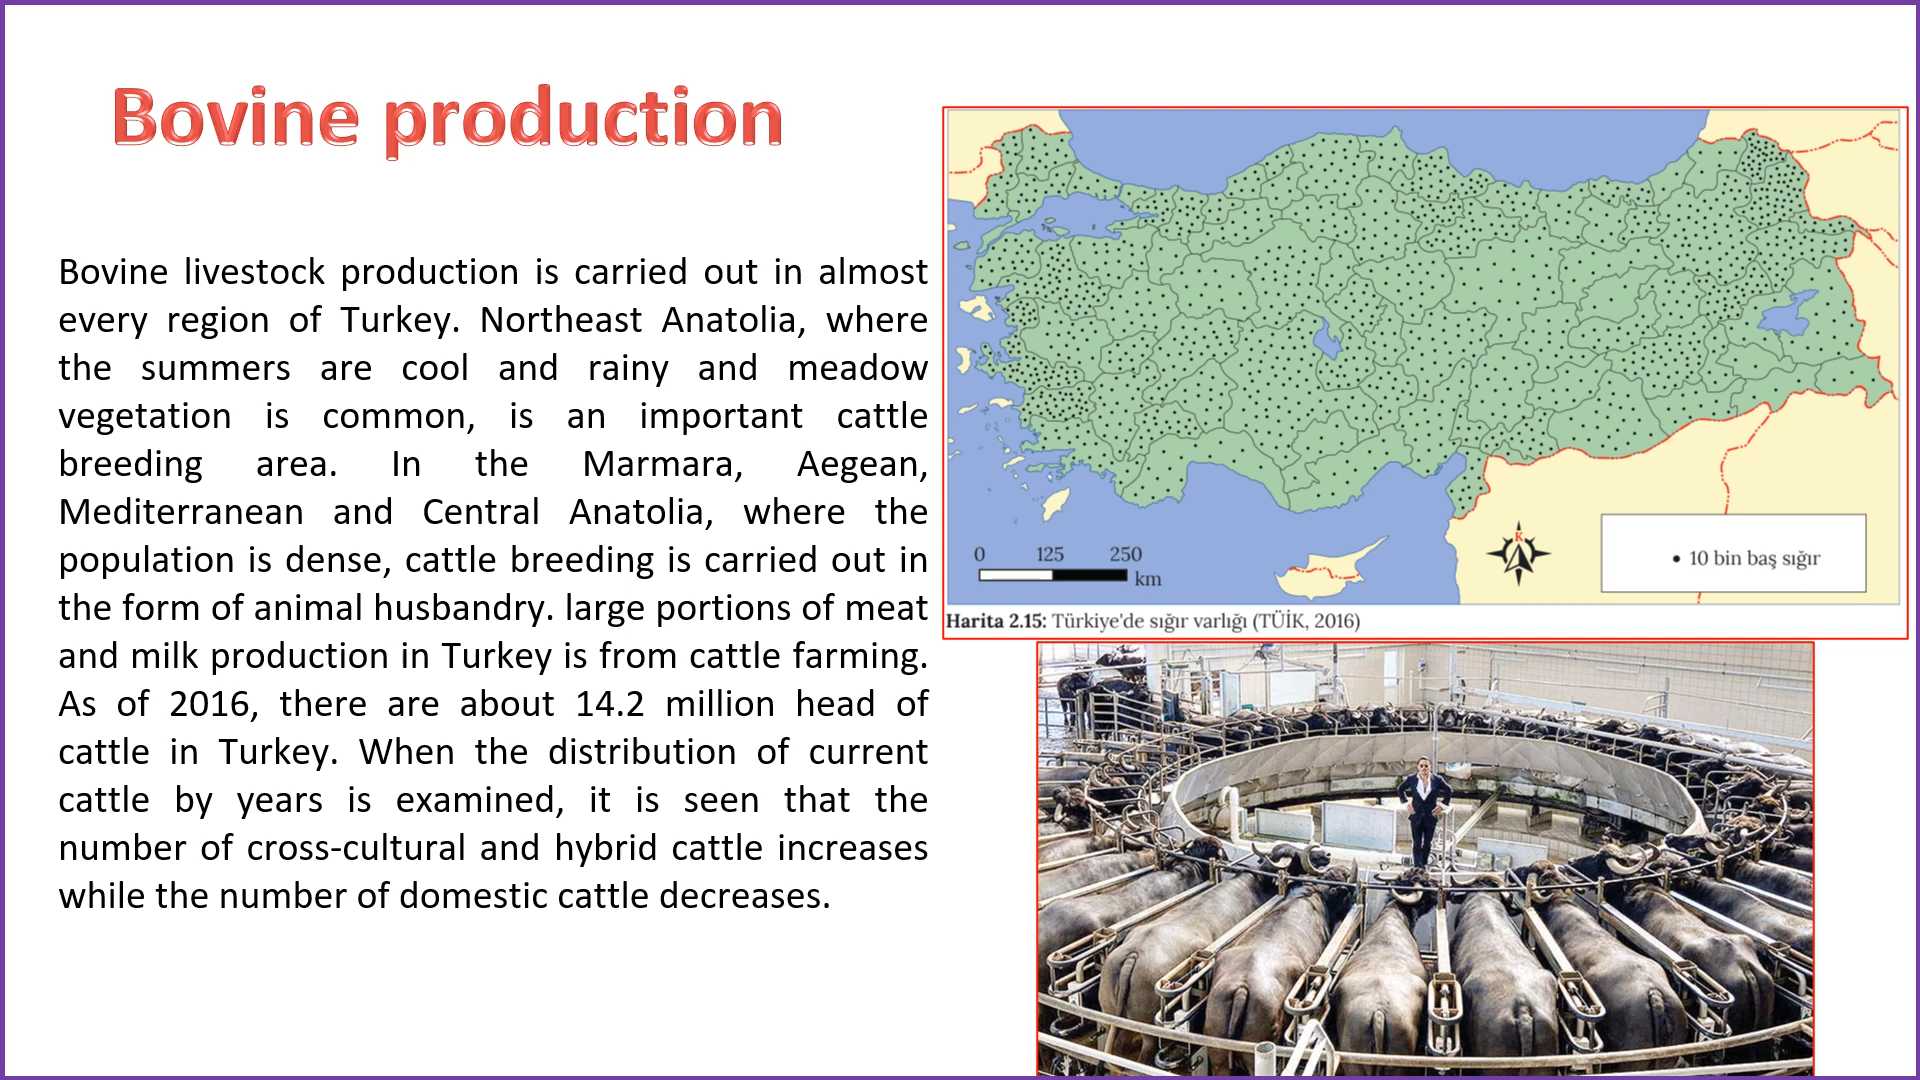 Bovine production
Bovine livestock production is carried out in almost
every region of Turkey. Northeast Anatolia, where
the summers are cool and rainy and meadow
vegetation is common, is an important cattle
breeding area. In the Marmara, Aegean,
Mediterranean and Central Anatolia, where the
population is dense, cattle breeding is carried out in
the form of animal husbandry. large portions of meat
and milk production in Turkey is from cattle farming.
As of 2016, there are about 14.2 million head of
cattle in Turkey. When the distribution of current
cattle by years is examined, it is seen that the
number of cross-cultural and hybrid cattle increases
while the number of domestic cattle decreases.
0 125 250
km
K
• 10 bin baş sığır
Harita 2.15: Türkiye'de sığır varlığı (TÜİK, 2016)